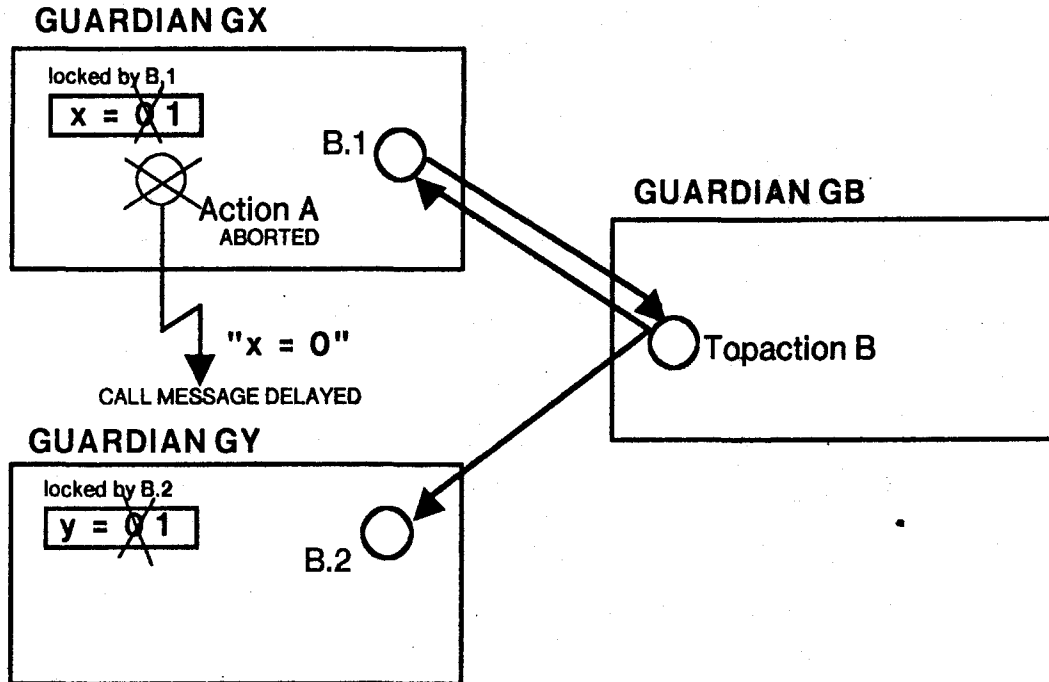 GUARDIAN GX
locked by B.1
x = 0 1
B.1
Action A
ABORTED
GUARDIAN GB
Topaction B
"x = 0"
CALL MESSAGE DELAYED
GUARDIAN GY
locked by B.2
y = 0 1
B.2